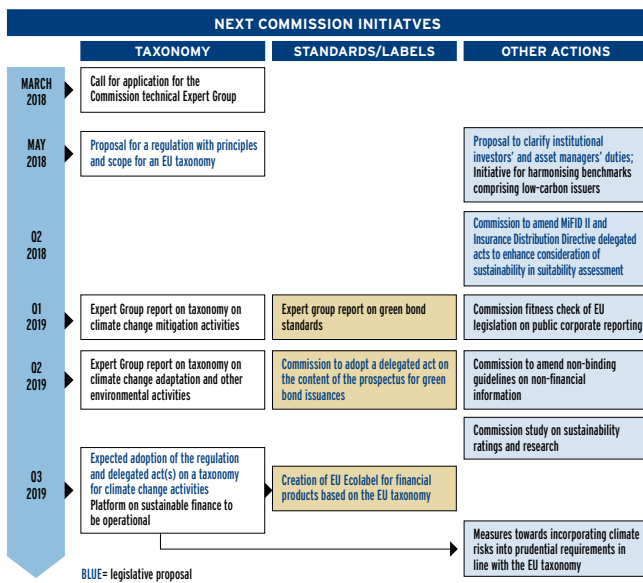 NEXT COMMISSION INITIATVES
TAXONOMY
STANDARDS/LABELS
OTHER ACTIONS
MARCH
2018
Call for application for the
Commission technical Expert Group
MAY
2018
Proposal for a regulation with principles
and scope for an EU taxonomy
Proposal to clarify institutional
investors' and asset managers' duties;
Initiative for harmonising benchmarks
comprising low-carbon issuers
Q2
2018
Commission to amend MiFID II and
Insurance Distribution Directive delegated
acts to enhance consideration of
sustainability in suitability assessment
Q1
2019
Expert Group report on taxonomy on
climate change mitigation activities
Expert group report on green bond
standards
Commission fitness check of EU
legislation on public corporate reporting
Q2
2019
Expert Group report on taxonomy on
climate change adaptation and other
environmental activities
Commission to adopt a delegated act on
the content of the prospectus for green
bond issuances
Commission to amend non-binding
guidelines on non-financial
information
Commission study on sustainability
ratings and research
Q3
2019
Expected adoption of the regulation
and delegated act(s) on a taxonomy
for climate change activities
Platform on sustainable finance to
be operational
Creation of EU Ecolabel for financial
products based on the EU taxonomy
Measures towards incorporating climate
risks into prudential requirements in
line with the EU taxonomy
BLUE= legislative proposal